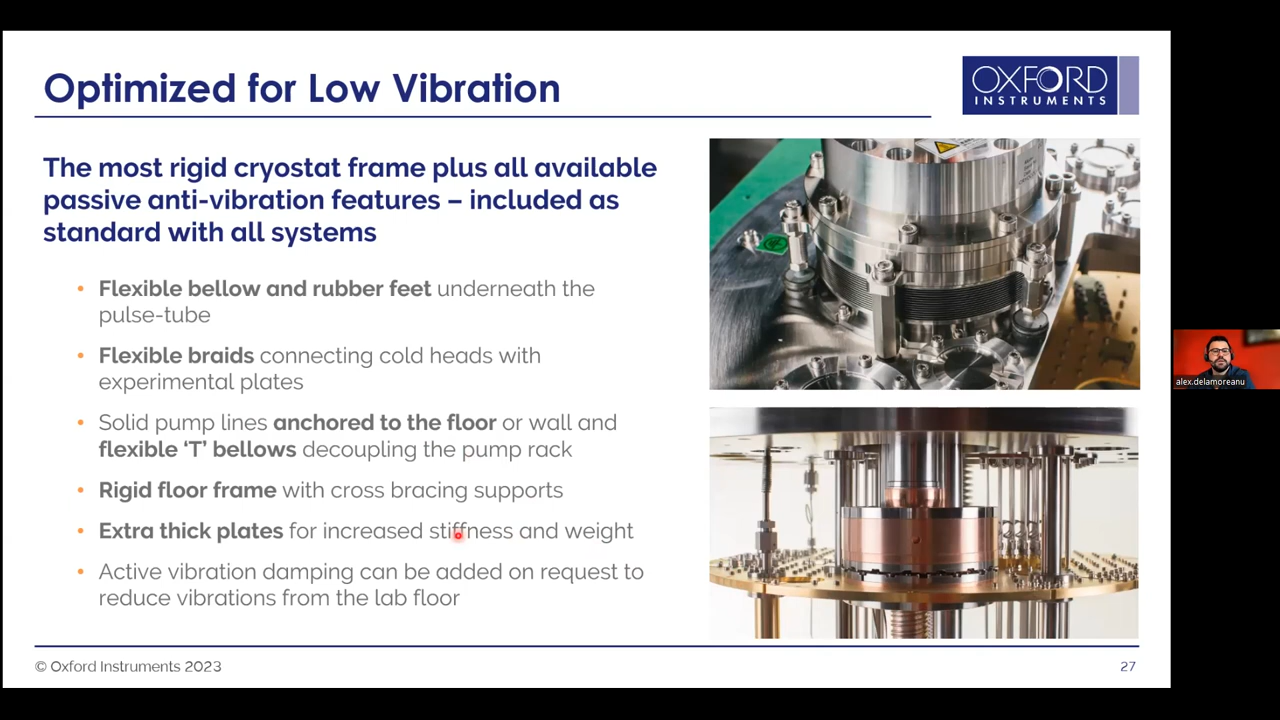 Optimized for Low Vibration
OXFORD
INSTRUMENTS
The most rigid cryostat frame plus all available
passive anti-vibration features – included as
standard with all systems
• Flexible bellow and rubber feet underneath the
pulse-tube
• Flexible braids connecting cold heads with
experimental plates
• Solid pump lines anchored to the floor or wall and
flexible ‘T’ bellows decoupling the pump rack
• Rigid floor frame with cross bracing supports
• Extra thick plates for increased stiffness and weight
• Active vibration damping can be added on request to
reduce vibrations from the lab floor
alex.delamoreanu
© Oxford Instruments 2023
27